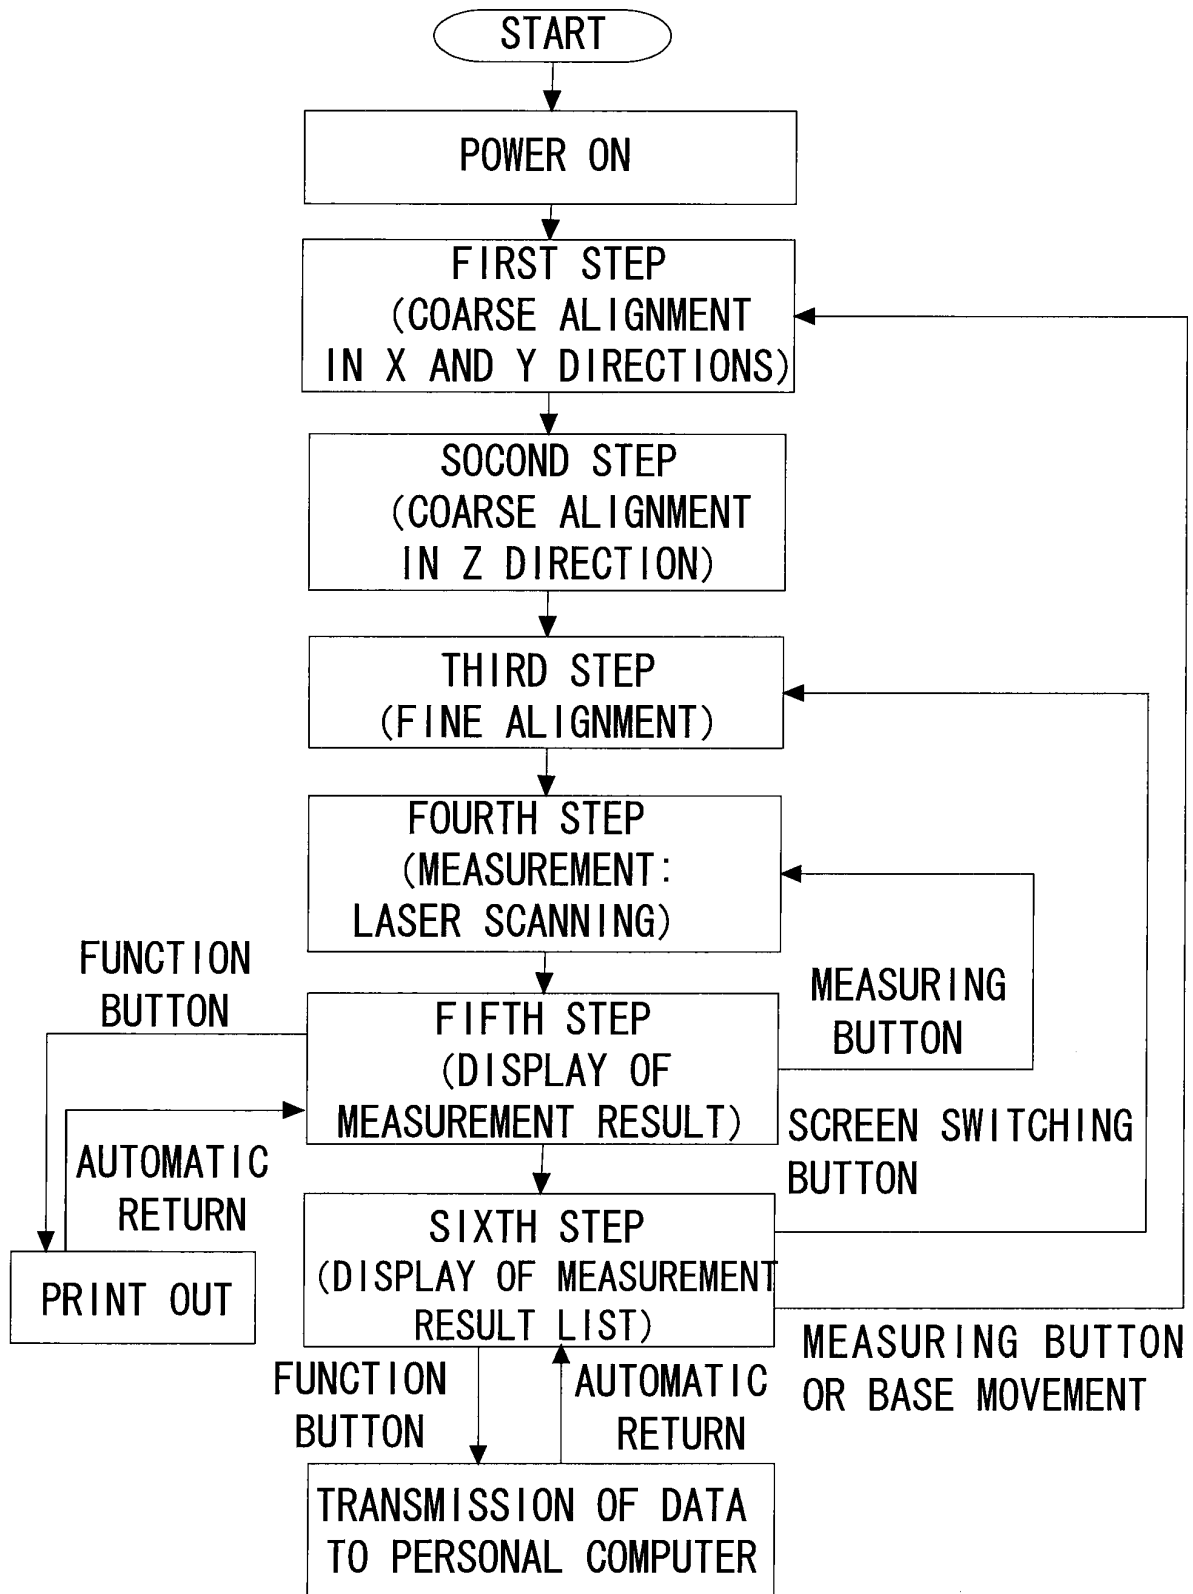 START
POWER ON
FIRST STEP
(COARSE ALIGNMENT
IN X AND Y DIRECTIONS)
SOCOND STEP
(COARSE ALIGNMENT
IN Z DIRECTION)
THIRD STEP
(FINE ALIGNMENT)
FOURTH STEP
(MEASUREMENT:
LASER SCANNING)
FUNCTION
BUTTON
MEASURING
BUTTON
FIFTH STEP
(DISPLAY OF
MEASUREMENT RESULT)
SCREEN SWITCHING
BUTTON
AUTOMATIC
RETURN
SIXTH STEP
(DISPLAY OF MEASUREMENT
RESULT LIST)
PRINT OUT
MEASURING BUTTON
OR BASE MOVEMENT
FUNCTION
BUTTON
AUTOMATIC
RETURN
TRANSMISSION OF DATA
TO PERSONAL COMPUTER